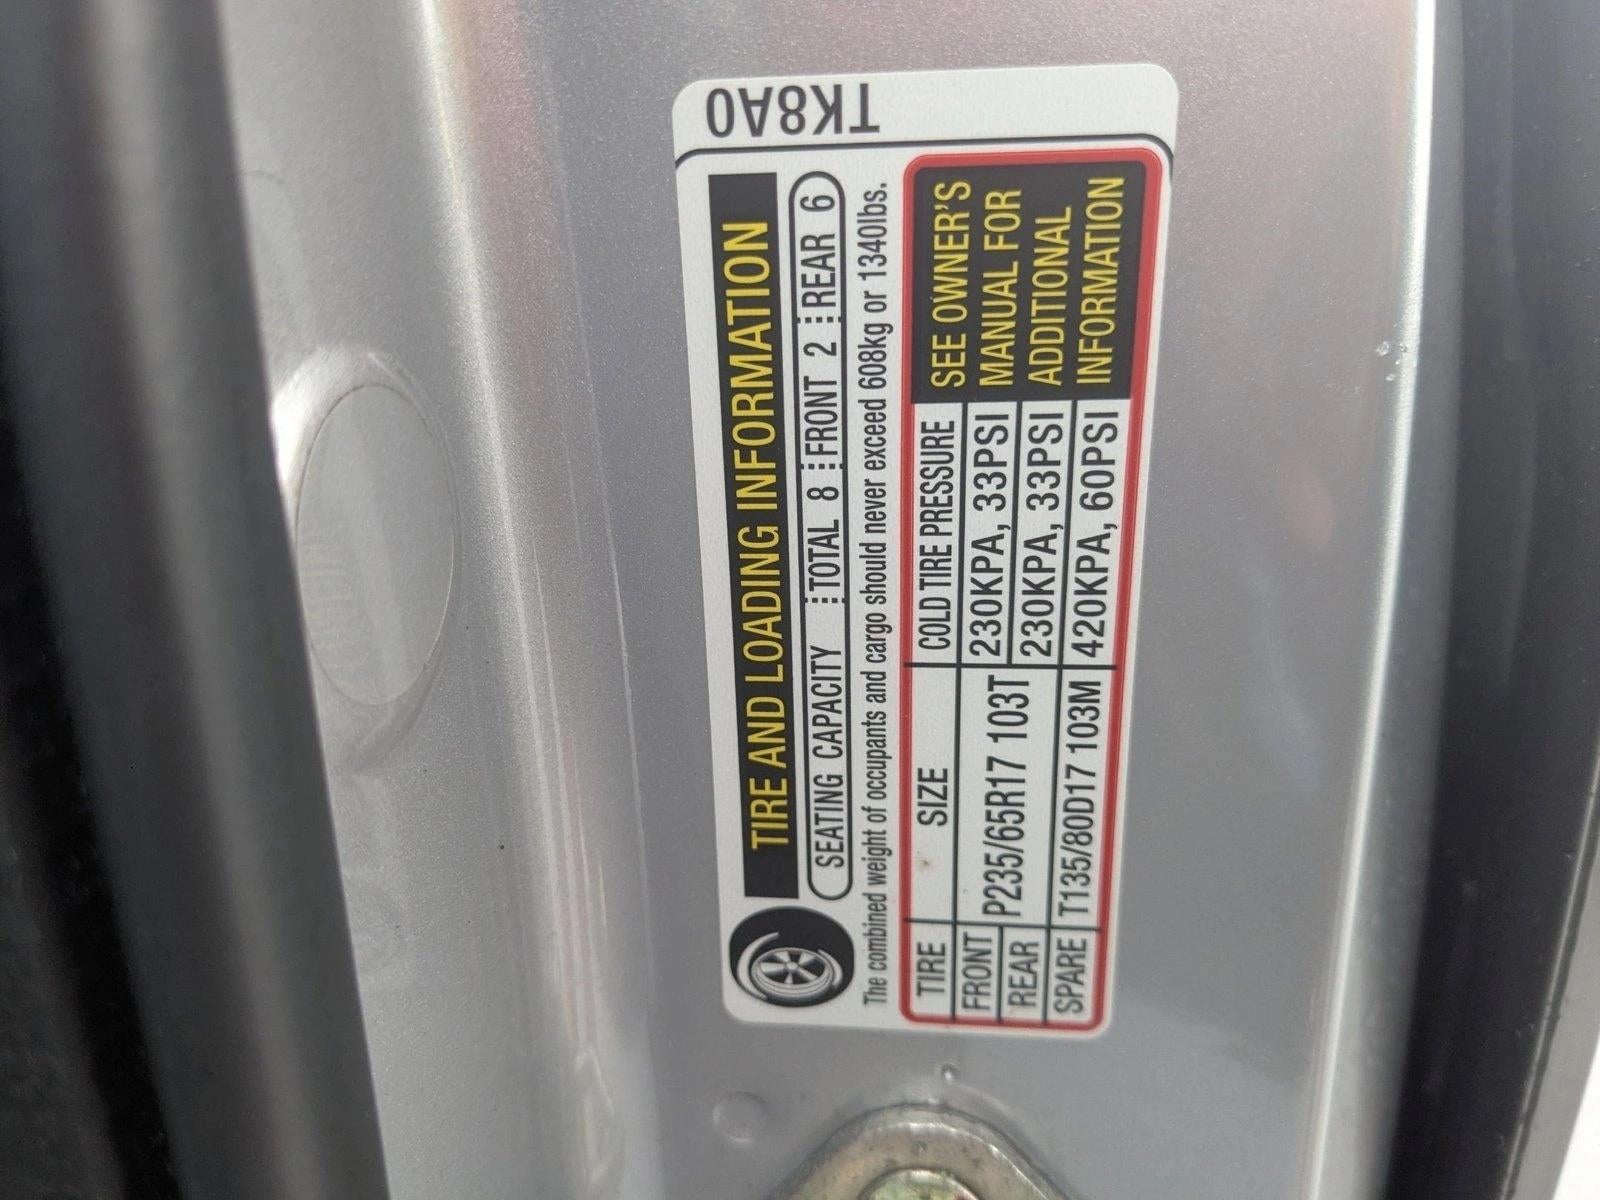 TK8A0
TIRE AND LOADING INFORMATION
SEATING CAPACITY TOTAL 8 FRONT 2 REAR 6
The combined weight of occupants and cargo should never exceed 608kg or 1340lbs.
TIRE SIZE COLD TIRE PRESSURE
FRONT P235/65R17 103T 230KPA, 33PSI
REAR 230KPA, 33PSI
SPARE T135/80D17 103M 420KPA, 60PSI
SEE OWNER'S
MANUAL FOR
ADDITIONAL
INFORMATION